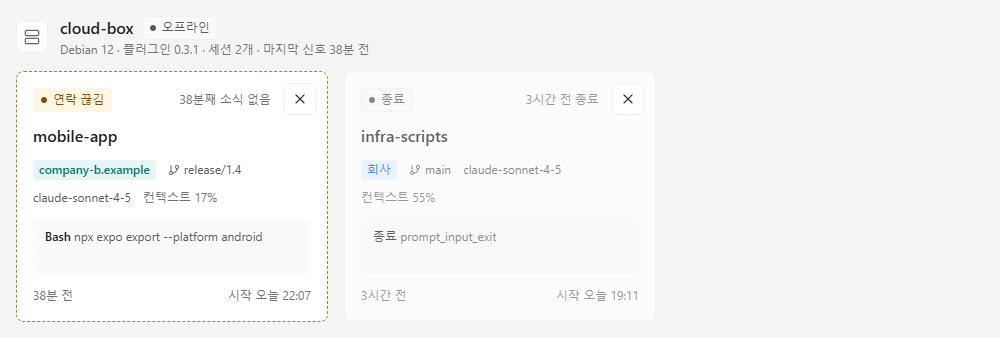 cloud-box
오프라인
Debian 12 · 플러그인 0.3.1 · 세션 2개 · 마지막 신호 38분 전
연락 끊김
38분째 소식 없음
mobile-app
company-b.example
release/1.4
claude-sonnet-4-5
컨텍스트 17%
Bash npx expo export --platform android
38분 전
시작 오늘 22:07
종료
3시간 전 종료
infra-scripts
회사
main
claude-sonnet-4-5
컨텍스트 55%
종료 prompt_input_exit
3시간 전
시작 오늘 19:11